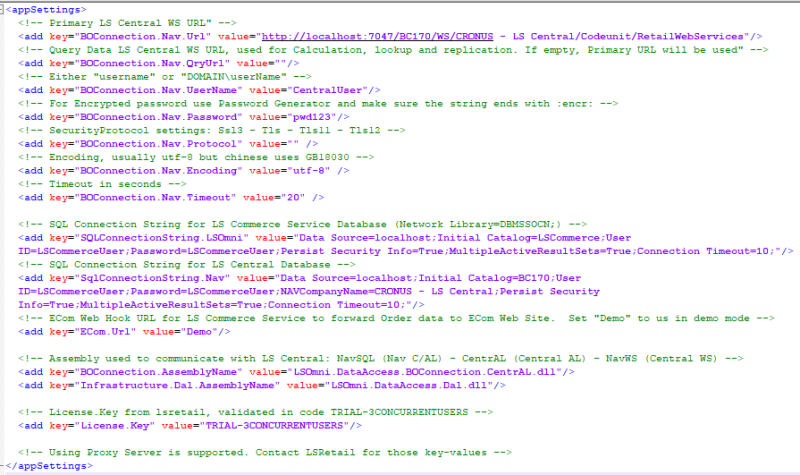 <appSettings>
<!-- Primary LS Central WS URL" -->
<add key="BOConnection.Nav.Url" value="http://localhost:7047/BC170/WS/CRONUS - LS Central/Codeunit/RetailWebServices"/>
<!-- Query Data LS Central WS URL, used for Calculation, lookup and replication. If empty, Primary URL will be used" -->
<add key="BOConnection.Nav.QryUrl" value=""/>
<!-- Either "username" or "DOMAIN\userName" -->
<add key="BOConnection.Nav.UserName" value="CentralUser"/>
<!-- For Encrypted password use Password Generator and make sure the string ends with :encr: -->
<add key="BOConnection.Nav.Password" value="pwd123"/>
<!-- SecurityProtocol settings: Ssl3 - Tls - Tls11 - Tls12 -->
<add key="BOConnection.Nav.Protocol" value="" />
<!-- Encoding, usually utf-8 but chinese uses GB18030 -->
<add key="BOConnection.Nav.Encoding" value="utf-8" />
<!-- Timeout in seconds -->
<add key="BOConnection.Nav.Timeout" value="20" />
<!-- SQL Connection String for LS Commerce Service Database (Network Library=DBMSSOCN;) -->
<add key="SQLConnectionString.LSOmni" value="Data Source=localhost;Initial Catalog=LSCommerce;User
ID=LSCommerceUser;Password=LSCommerceUser;Persist Security Info=True;MultipleActiveResultSets=True;Connection Timeout=10;"/>
<!-- SQL Connection String for LS Central Database -->
<add key="SqlConnectionString.Nav" value="Data Source=localhost;Initial Catalog=BC170;User
ID=LSCommerceUser;Password=LSCommerceUser;NAVCompanyName=CRONUS - LS Central;Persist Security
Info=True;MultipleActiveResultSets=True;Connection Timeout=10;"/>
<!-- ECom Web Hook URL for LS Commerce Service to forward Order data to ECom Web Site.  Set "Demo" to us in demo mode -->
<add key="ECom.Url" value="Demo"/>
<!-- Assembly used to communicate with LS Central: NavSQL (Nav C/AL) - CentrAL (Central AL) - NavWS (Central WS) -->
<add key="BOConnection.AssemblyName" value="LSOmni.DataAccess.BOConnection.CentrAL.dll"/>
<add key="Infrastructure.Dal.AssemblyName" value="LSOmni.DataAccess.Dal.dll"/>
<!-- License.Key from lsretail, validated in code TRIAL-3CONCURRENTUSERS -->
<add key="License.Key" value="TRIAL-3CONCURRENTUSERS"/>
<!-- Using Proxy Server is supported. Contact LSRetail for those key-values -->
</appSettings>